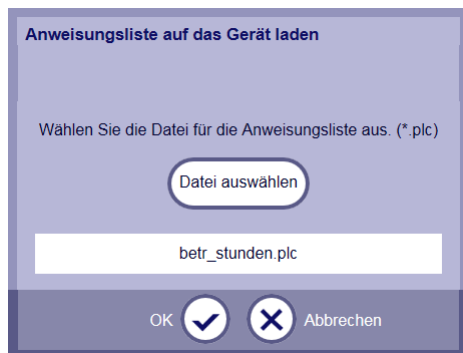 Anweisungsliste auf das Gerät laden
Wählen Sie die Datei für die Anweisungsliste aus. (*.plc)
Datei auswählen
betr_stunden.plc
OK Abbrechen